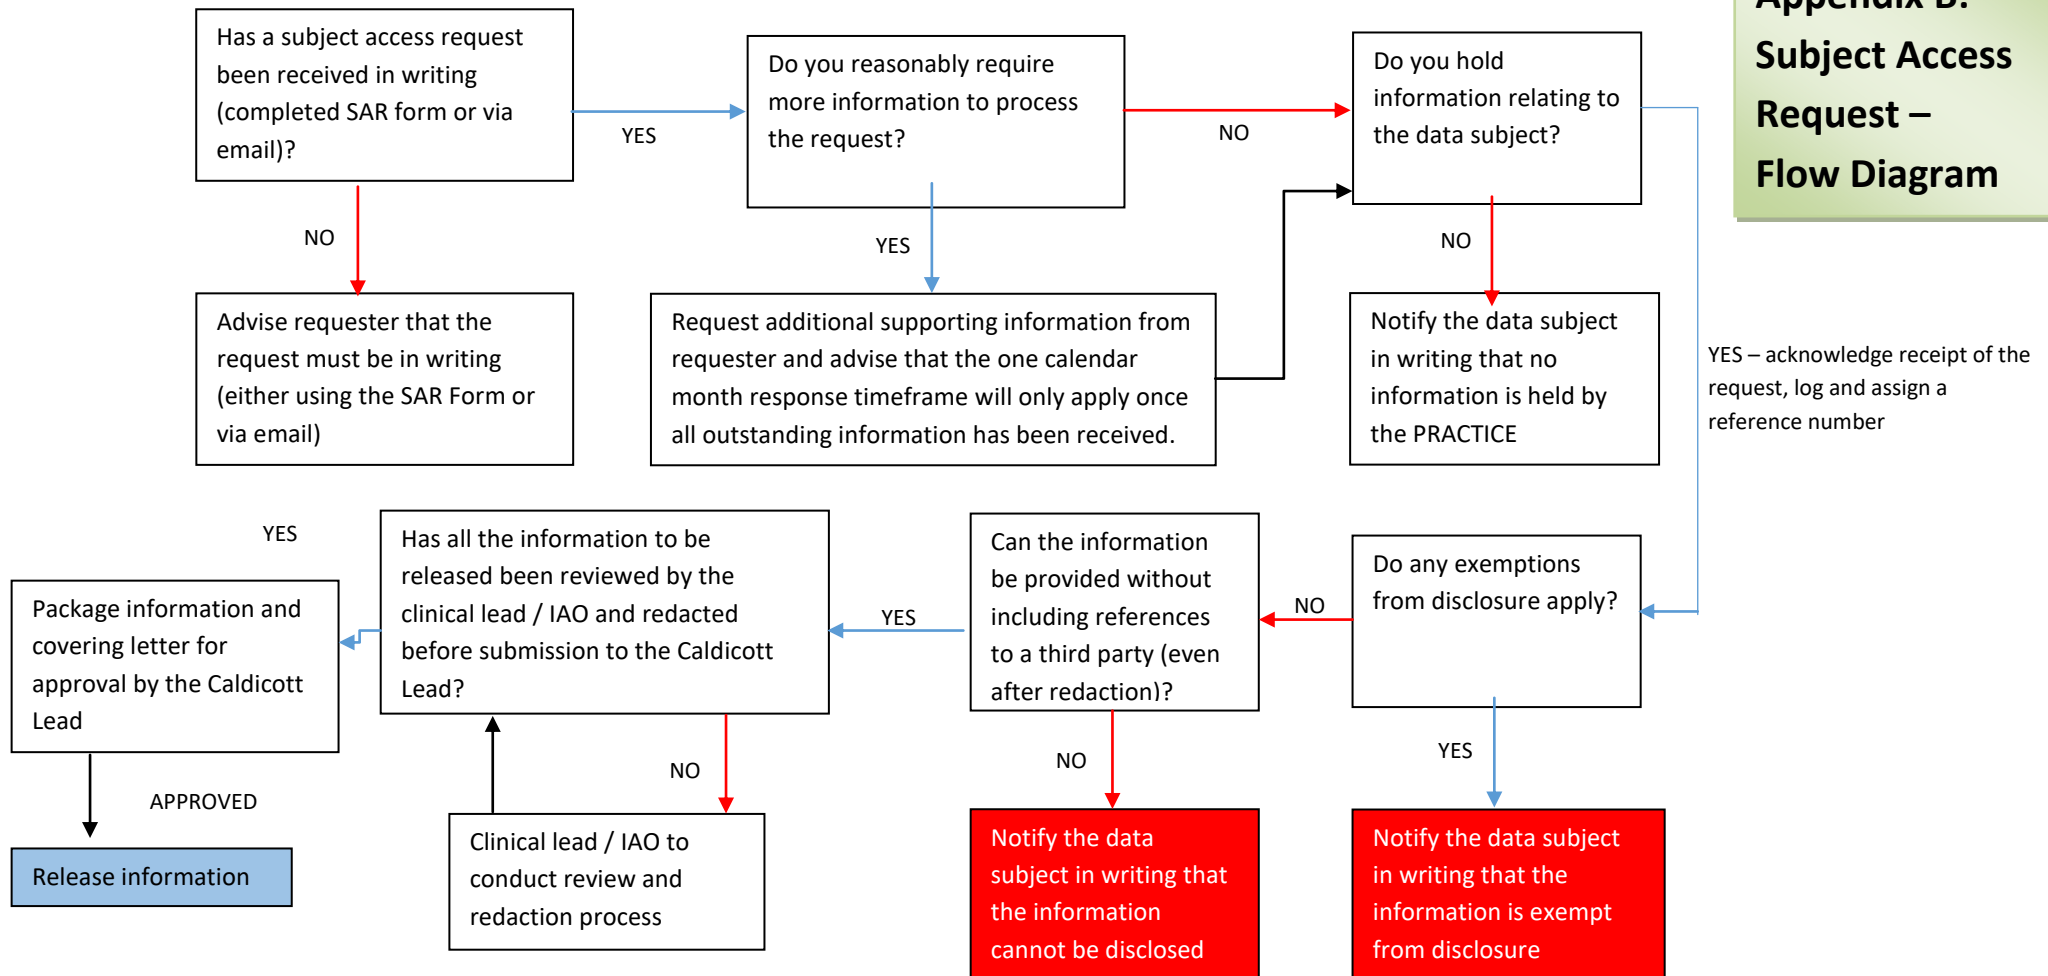 Appendix B:
Subject Access
Request –
Flow Diagram
Has a subject access request
been received in writing
(completed SAR form or via
email)?
YES
Do you reasonably require
more information to process
the request?
NO
Do you hold
information relating to
the data subject?
NO
YES
NO
Advise requester that the
request must be in writing
(either using the SAR Form or
via email)
Request additional supporting information from
requester and advise that the one calendar
month response timeframe will only apply once
all outstanding information has been received.
Notify the data subject
in writing that no
information is held by
the PRACTICE
YES – acknowledge receipt of the
request, log and assign a
reference number
YES
Package information and
covering letter for
approval by the Caldicott
Lead
Has all the information to be
released been reviewed by the
clinical lead / IAO and redacted
before submission to the Caldicott
Lead?
YES
Can the information
be provided without
including references
to a third party (even
after redaction)?
NO
Do any exemptions
from disclosure apply?
APPROVED
NO
NO
YES
Release information
Clinical lead / IAO to
conduct review and
redaction process
Notify the data
subject in writing that
the information
cannot be disclosed
Notify the data subject
in writing that the
information is exempt
from disclosure